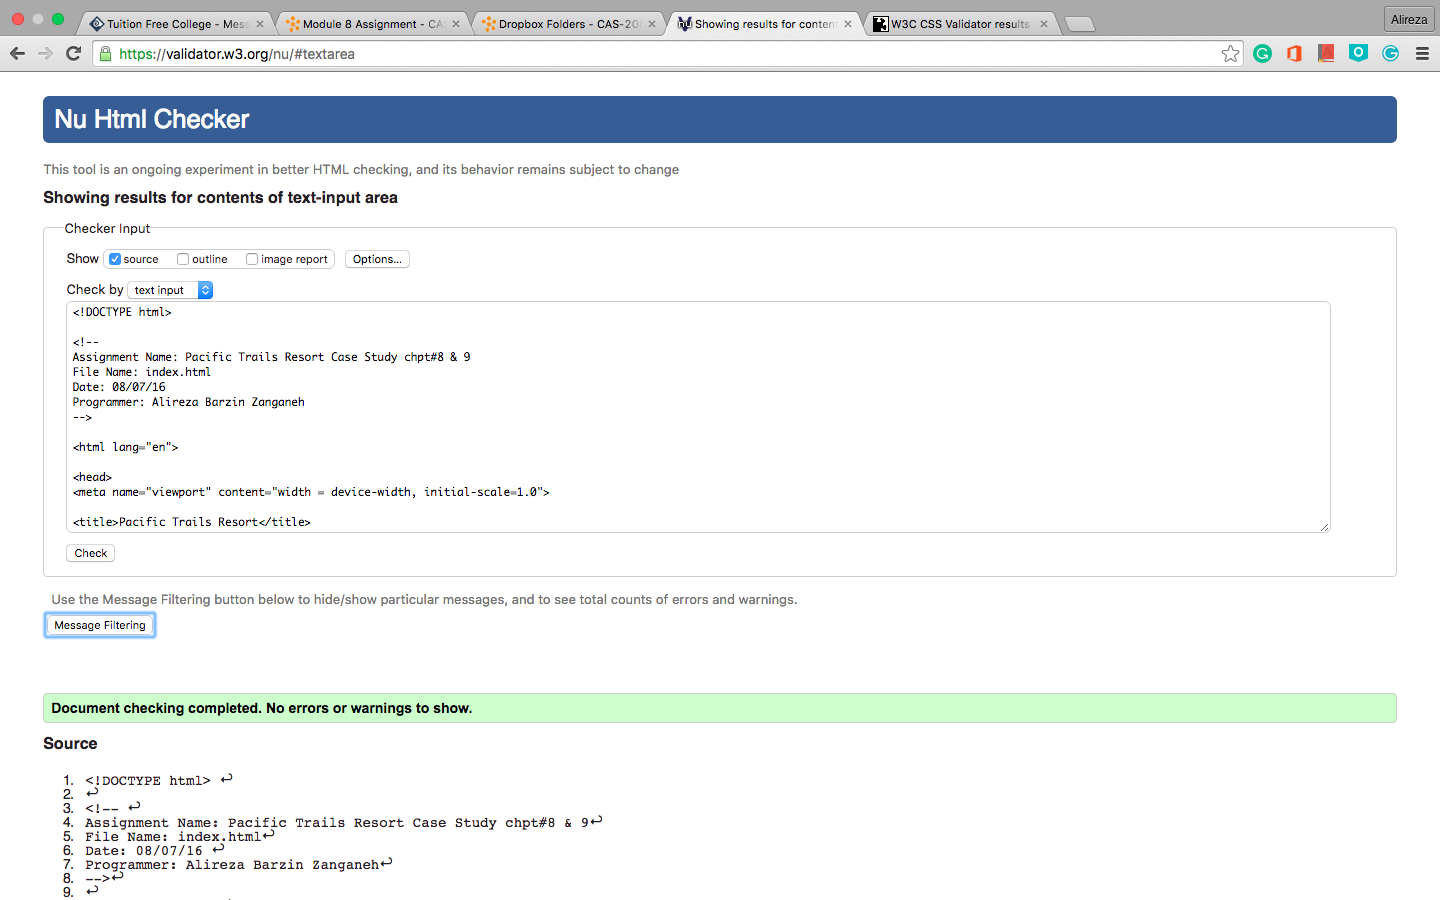 Tuition Free College - Mess
Module 8 Assignment - CAS
Dropbox Folders - CAS-20
Showing results for conten
W3C CSS Validator results
Alireza
https://validator.w3.org/nu/#textarea
Nu Html Checker
This tool is an ongoing experiment in better HTML checking, and its behavior remains subject to change
Showing results for contents of text-input area
Checker Input
Show source outline image report Options...
Check by text input
<!DOCTYPE html>
<!--
Assignment Name: Pacific Trails Resort Case Study chpt#8 & 9
File Name: index.html
Date: 08/07/16
Programmer: Alireza Barzin Zanganeh
-->
<html lang="en">
<head>
<meta name="viewport" content="width = device-width, initial-scale=1.0">
<title>Pacific Trails Resort</title>
Check
Use the Message Filtering button below to hide/show particular messages, and to see total counts of errors and warnings.
Message Filtering
Document checking completed. No errors or warnings to show.
Source
1. <!DOCTYPE html> ↩
2. ↩
3. <!-- ↩
4. Assignment Name: Pacific Trails Resort Case Study chpt#8 & 9↩
5. File Name: index.html↩
6. Date: 08/07/16 ↩
7. Programmer: Alireza Barzin Zanganeh↩
8. -->↩
9. ↩